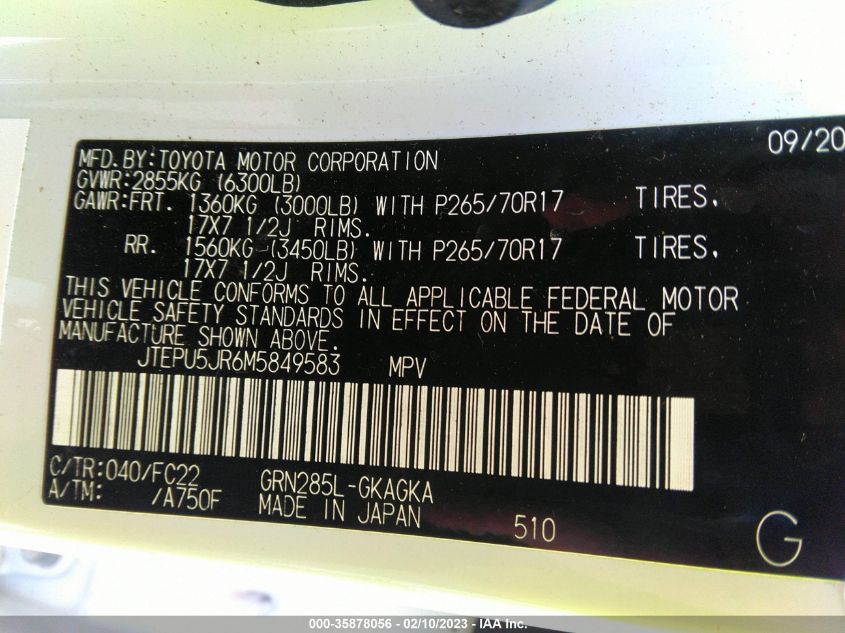 09/20
MFD.BY:TOYOTA MOTOR CORPORATION
GVWR:2855KG (6300LB)
GAWR:FRT. 1360KG (3000LB) WITH P265/70R17 TIRES.
17X7 1/2J RIMS.
RR. 1560KG (3450LB) WITH P265/70R17 TIRES.
17X7 1/2J RIMS.
THIS VEHICLE CONFORMS TO ALL APPLICABLE FEDERAL MOTOR
VEHICLE SAFETY STANDARDS IN EFFECT ON THE DATE OF
MANUFACTURE SHOWN ABOVE.
JTEPU5JR6M5849583 MPV
C/TR:040/FC22 GRN285L-GKAGKA
A/TM: /A750F MADE IN JAPAN 510
G
000-35878056 — 02/10/2023 — IAA Inc.